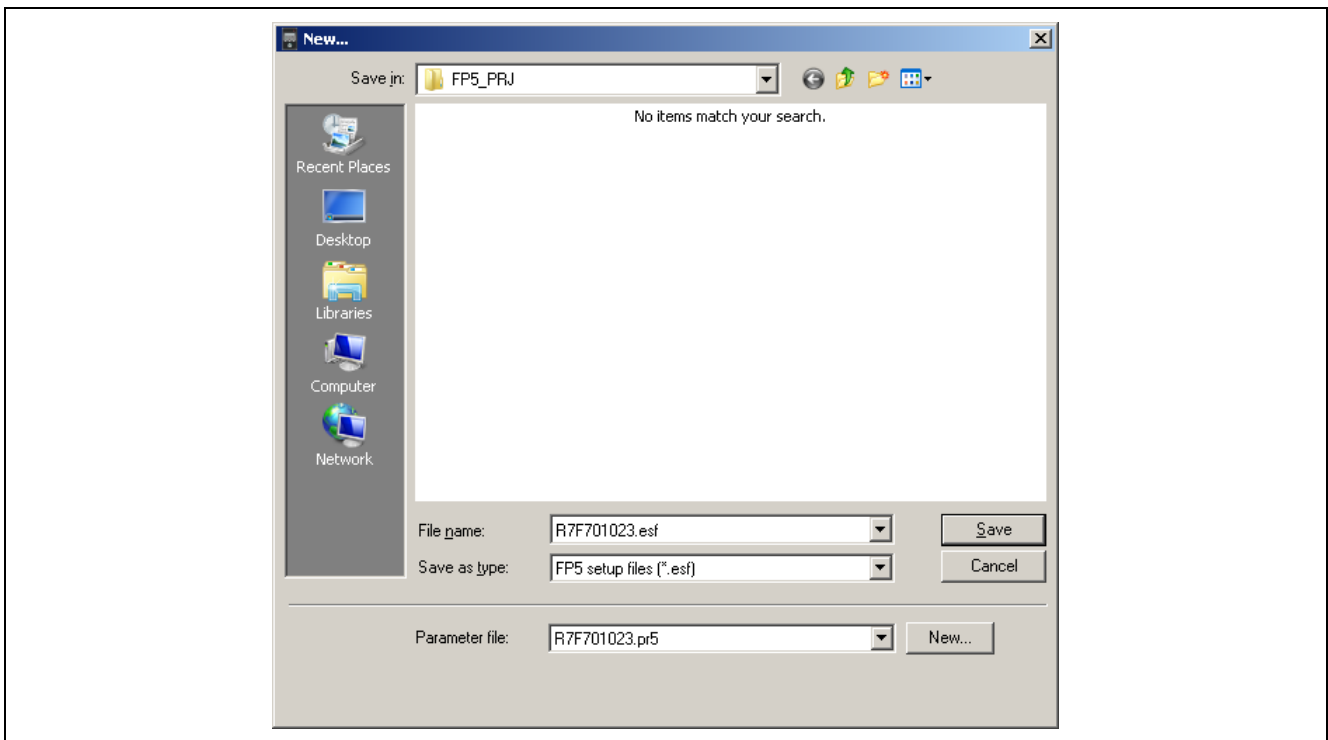 New...
Save in: FP5_PRJ
No items match your search.
Recent Places
Desktop
Libraries
Computer
Network
File name: R7F701023.esf Save
Save as type: FP5 setup files (*.esf) Cancel
Parameter file: R7F701023.pr5 New...